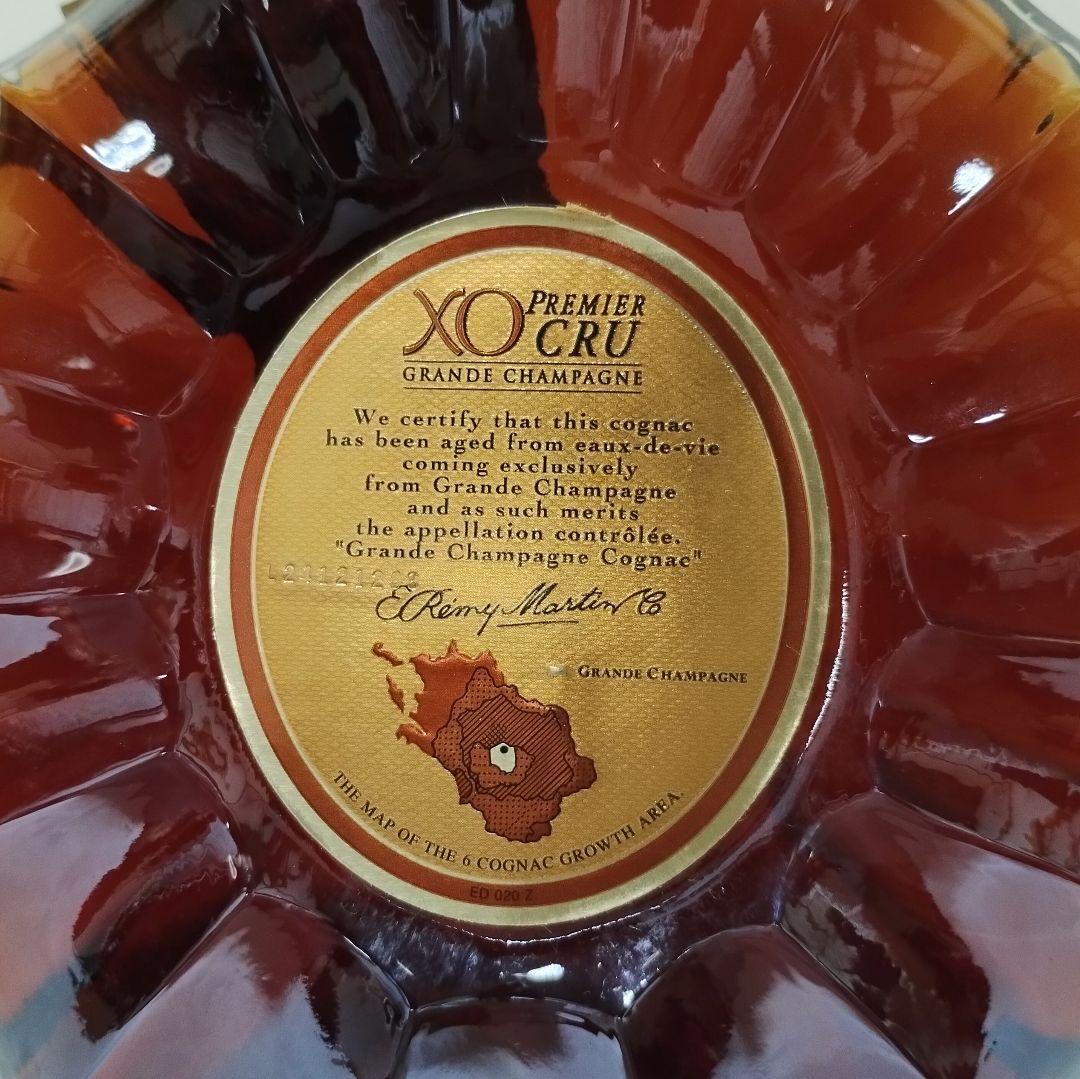 XO PREMIER
CRU
GRANDE CHAMPAGNE
We certify that this cognac
has been aged from eaux-de-vie
coming exclusively
from Grande Champagne
and as such merits
the appellation contrôlée.
"Grande Champagne Cognac"
E. Rémy Martin & Co
GRANDE CHAMPAGNE
THE MAP OF THE 6 COGNAC GROWTH AREA.
ED 020 Z